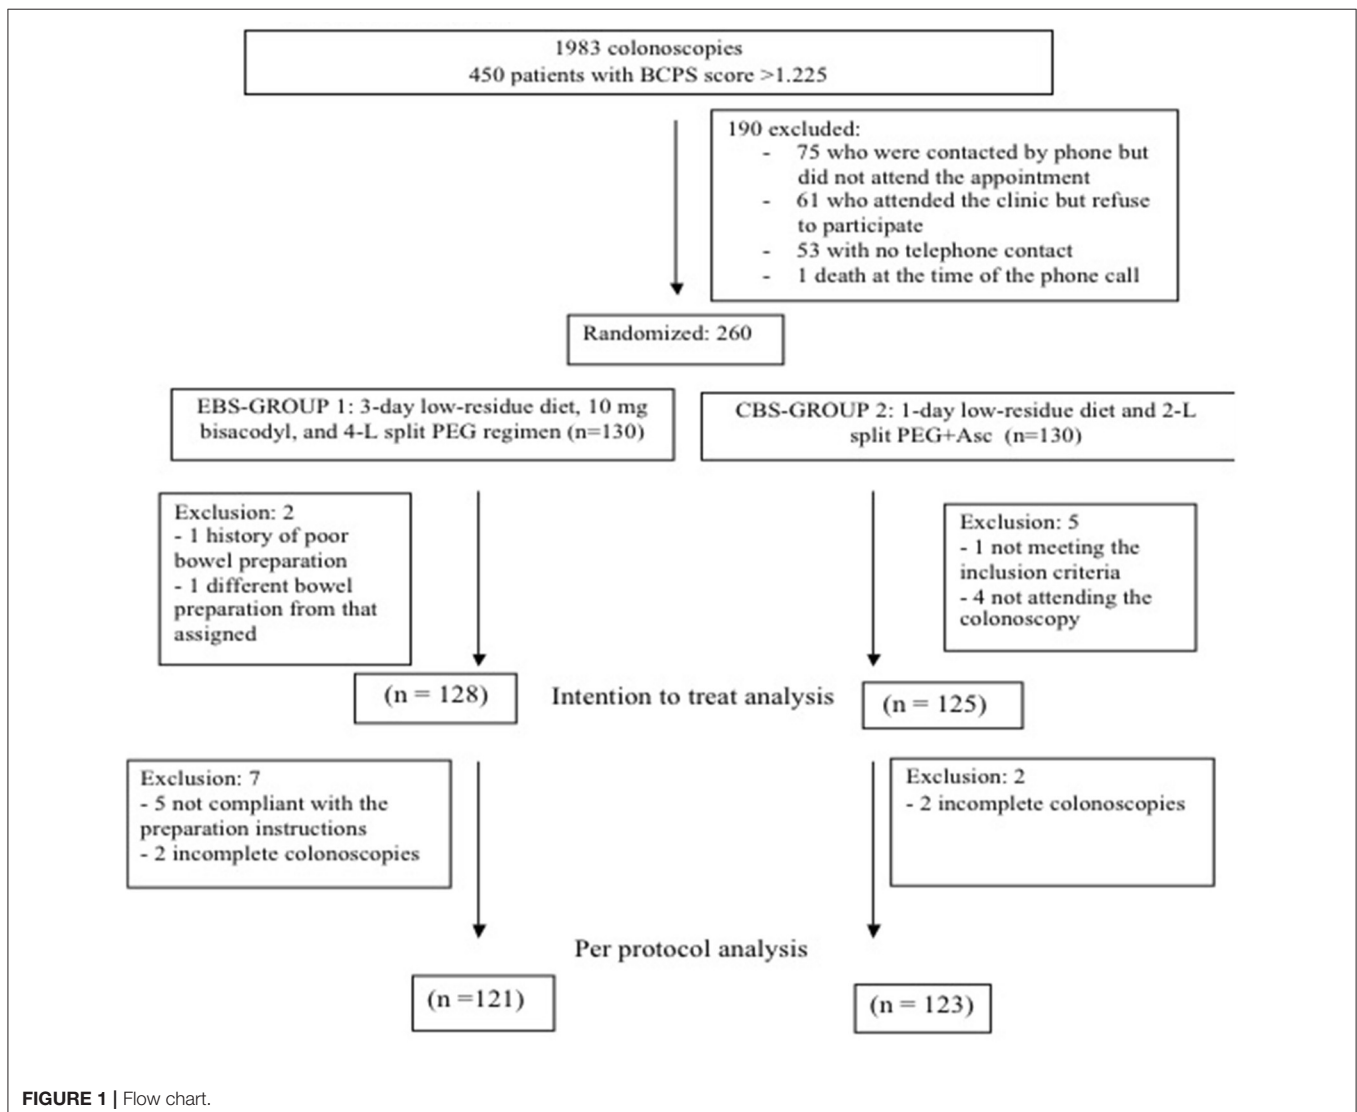 1983 colonoscopies
450 patients with BCPS score >1.225
190 excluded:
- 75 who were contacted by phone but
did not attend the appointment
- 61 who attended the clinic but refuse
to participate
- 53 with no telephone contact
- 1 death at the time of the phone call
Randomized: 260
EBS-GROUP 1: 3-day low-residue diet, 10 mg
bisacodyl, and 4-L split PEG regimen (n=130)
CBS-GROUP 2: 1-day low-residue diet and 2-L
split PEG+Asc (n=130)
Exclusion: 2
- 1 history of poor
bowel preparation
- 1 different bowel
preparation from that
assigned
Exclusion: 5
- 1 not meeting the
inclusion criteria
- 4 not attending the
colonoscopy
(n = 128)
Intention to treat analysis
(n = 125)
Exclusion: 7
- 5 not compliant with the
preparation instructions
- 2 incomplete colonoscopies
Exclusion: 2
- 2 incomplete colonoscopies
Per protocol analysis
(n =121)
(n = 123)
FIGURE 1 | Flow chart.